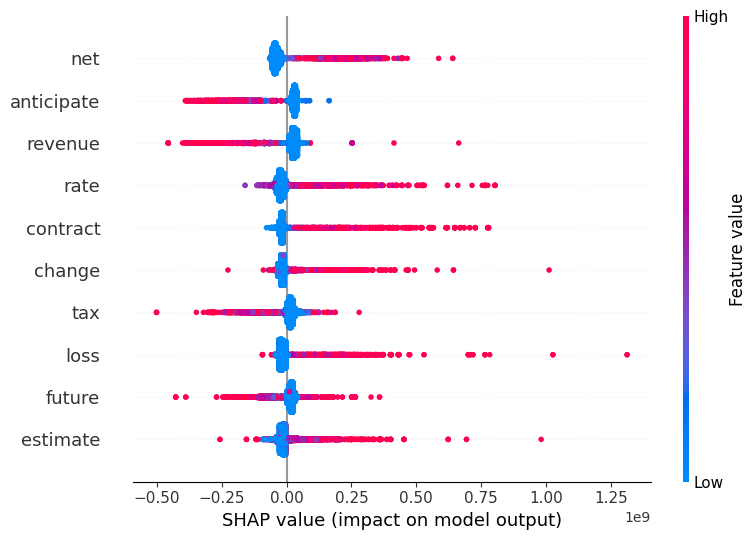 High
net
anticipate
revenue
rate
contract
change
tax
loss
future
estimate
Feature value
Low
−0.50 −0.25 0.00 0.25 0.50 0.75 1.00 1.25
1e9
SHAP value (impact on model output)